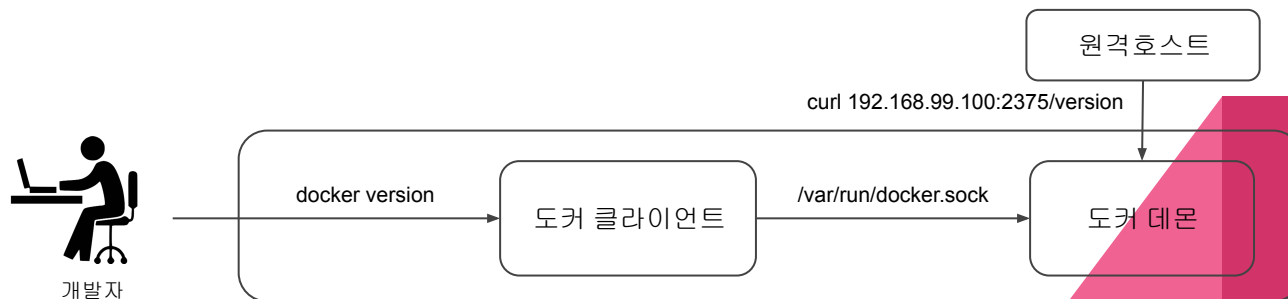 원격호스트
curl 192.168.99.100:2375/version
docker version
/var/run/docker.sock
도커 클라이언트
도커 데몬
개발자